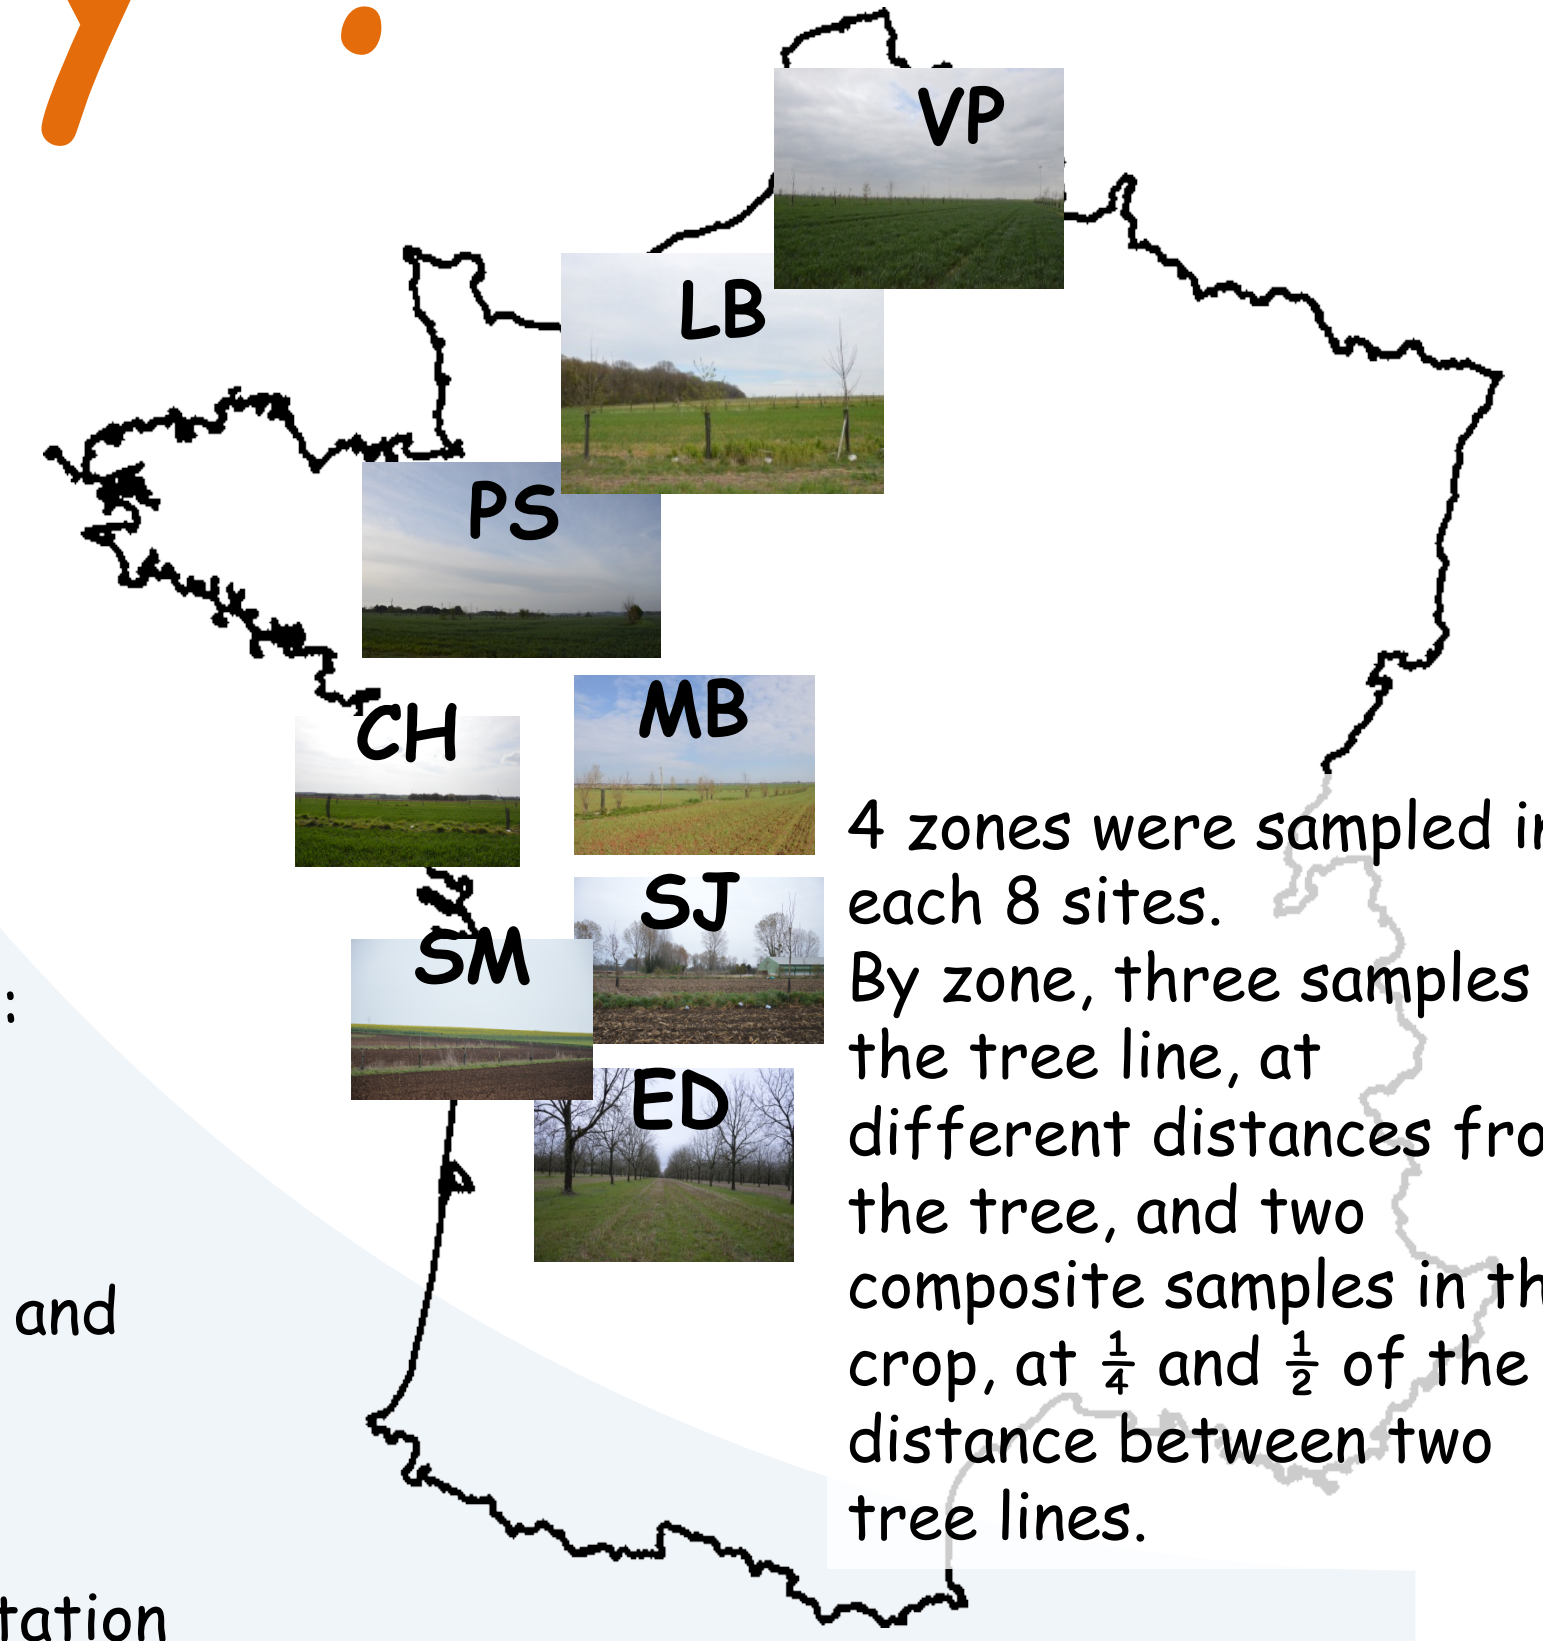 y.
VP
LB
PS
MB
CH
SJ
SM
ED
4 zones were sampled in
each 8 sites.
By zone, three samples
the tree line, at
different distances fro
the tree, and two
composite samples in th
crop, at ¼ and ½ of the
distance between two
tree lines.
:
and
tation